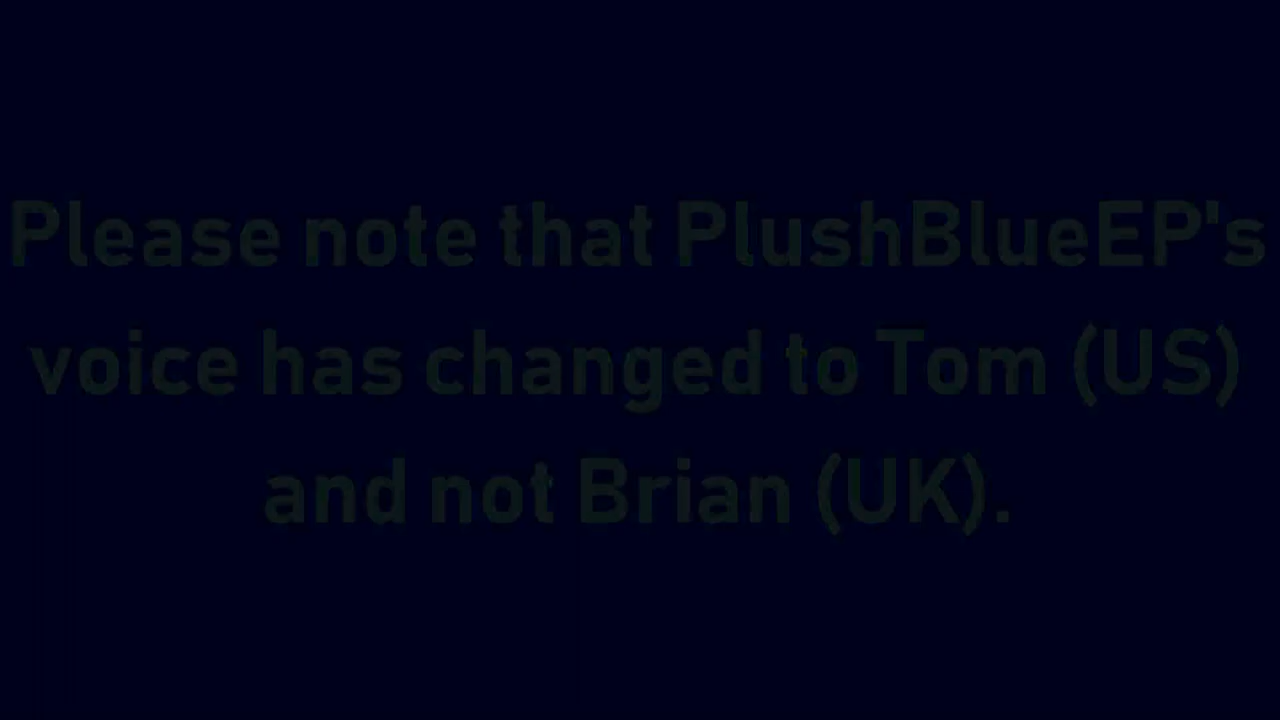 Please note that PlushBlueEP's
voice has changed to Tom (US)
and not Brian (UK).